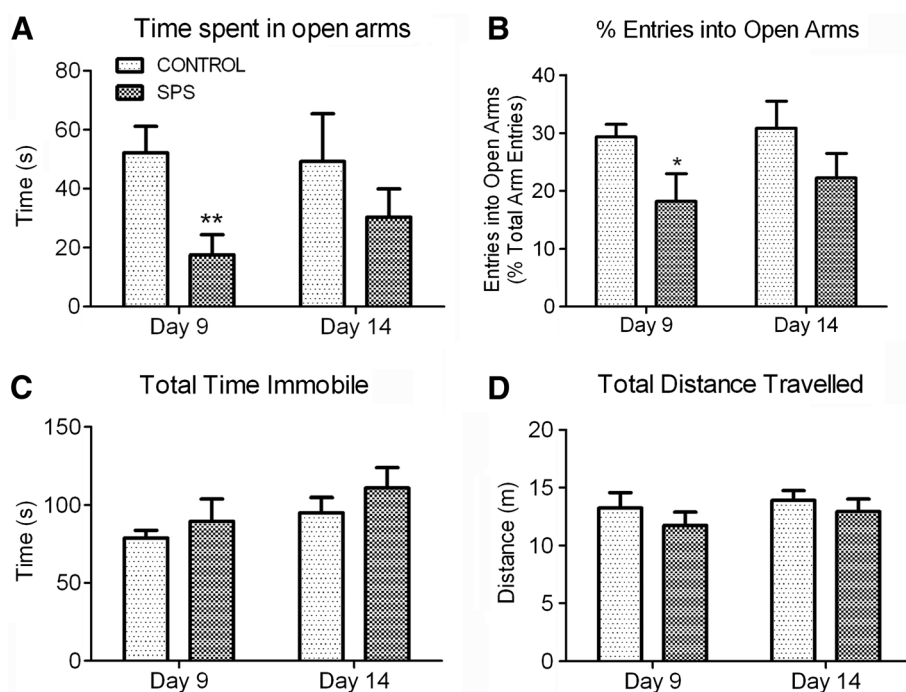 A
Time spent in open arms
80
60
40
20
0
Time (s)
CONTROL
SPS
**
Day 9
Day 14
B
% Entries into Open Arms
40
30
20
10
0
Entries into Open Arms
(% Total Arm Entries)
*
Day 9
Day 14
C
Total Time Immobile
150
100
50
0
Time (s)
Day 9
Day 14
D
Total Distance Travelled
20
15
13
5
0
Distance (m)
Day 9
Day 14